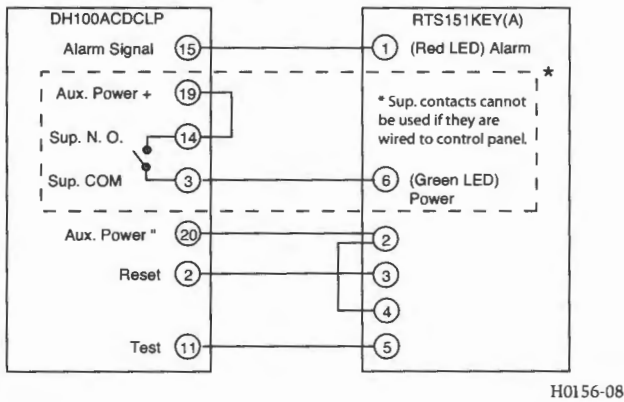 DH100ACDCLP
RTS151KEY(A)
Alarm Signal 15
1 (Red LED) Alarm
*
Aux. Power + 19
* Sup. contacts cannot
be used if they are
wired to control panel.
Sup. N. O. 14
Sup. COM 3
6 (Green LED)
Power
Aux. Power " 20
2
Reset 2
3
4
Test 11
5
H0156-08